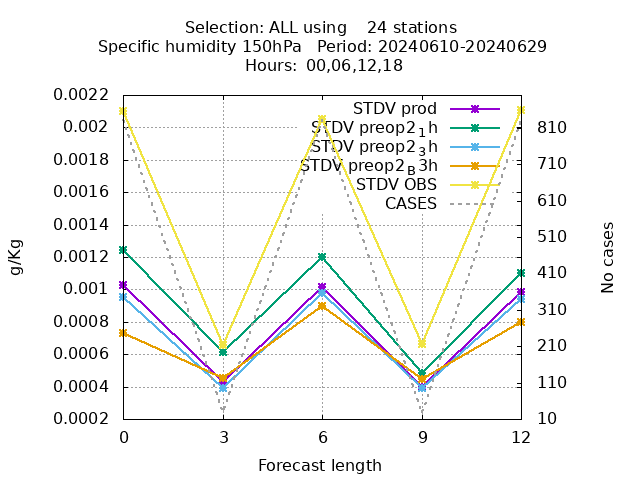 Selection: ALL using    24 stations
Specific humidity 150hPa   Period: 20240610-20240629
Hours:  00,06,12,18
STDV prod
STDV preop2₁h
STDV preop2₃h
STDV preop2_B3h
STDV OBS
CASES
g/Kg
0.0022
0.002
0.0018
0.0016
0.0014
0.0012
0.001
0.0008
0.0006
0.0004
0.0002
No cases
810
710
610
510
410
310
210
110
10
0 3 6 9 12
Forecast length